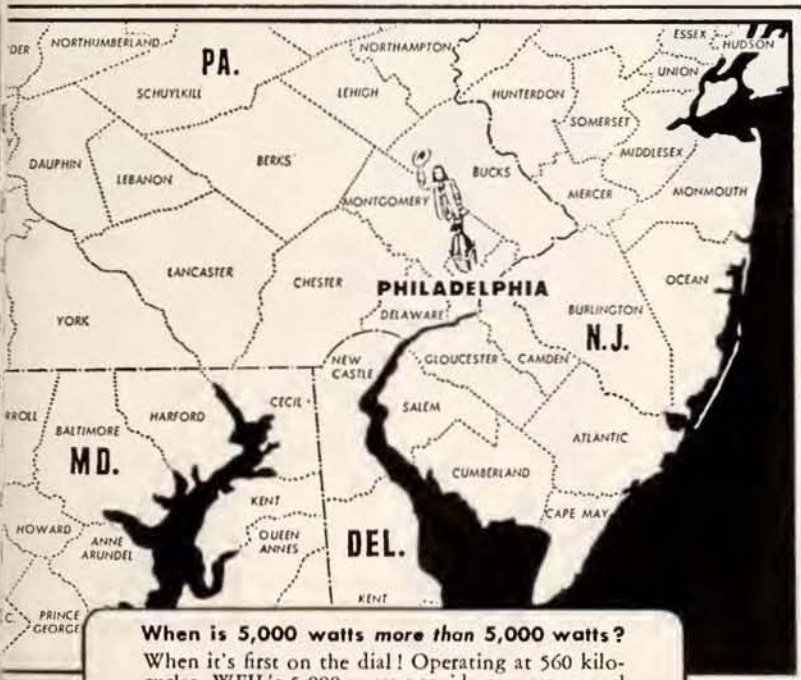 ESSEX
HUDSON
NORTHUMBERLAND
NORTHAMPTON
PA.
UNION
SCHUYLKILL
LEHIGH
HUNTERDON
SOMERSET
MIDDLESEX
DAUPHIN
LEBANON
BERKS
BUCKS
MERCER
MONMOUTH
MONTGOMERY
LANCASTER
CHESTER
OCEAN
PHILADELPHIA
YORK
DELAWARE
BURLINGTON
N.J.
NEW
CASTLE
GLOUCESTER
CAMDEN
CECIL
RROLL
BALTIMORE
HARFORD
SALEM
ATLANTIC
MD.
CUMBERLAND
KENT
CAPE MAY
HOWARD
ANNE
ARUNDEL
QUEEN
ANNES
DEL.
KENT
PRINCE
GEORGE
When is 5,000 watts more than 5,000 watts?
When it's first on the dial! Operating at 560 kilo-